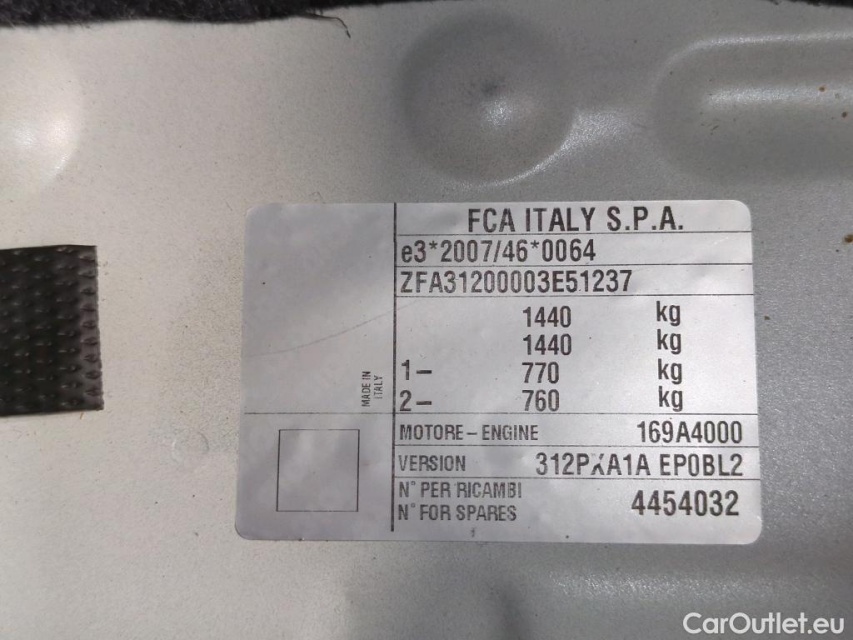 FCA ITALY S.P.A.
e3*2007/46*0064
ZFA31200003E51237
1440 kg
1440 kg
1- 770 kg
2- 760 kg
MADE IN
ITALY
MOTORE-ENGINE 169A4000
VERSION 312PXA1A EP0BL2
N° PER RICAMBI
N° FOR SPARES 4454032
CarOutlet.eu